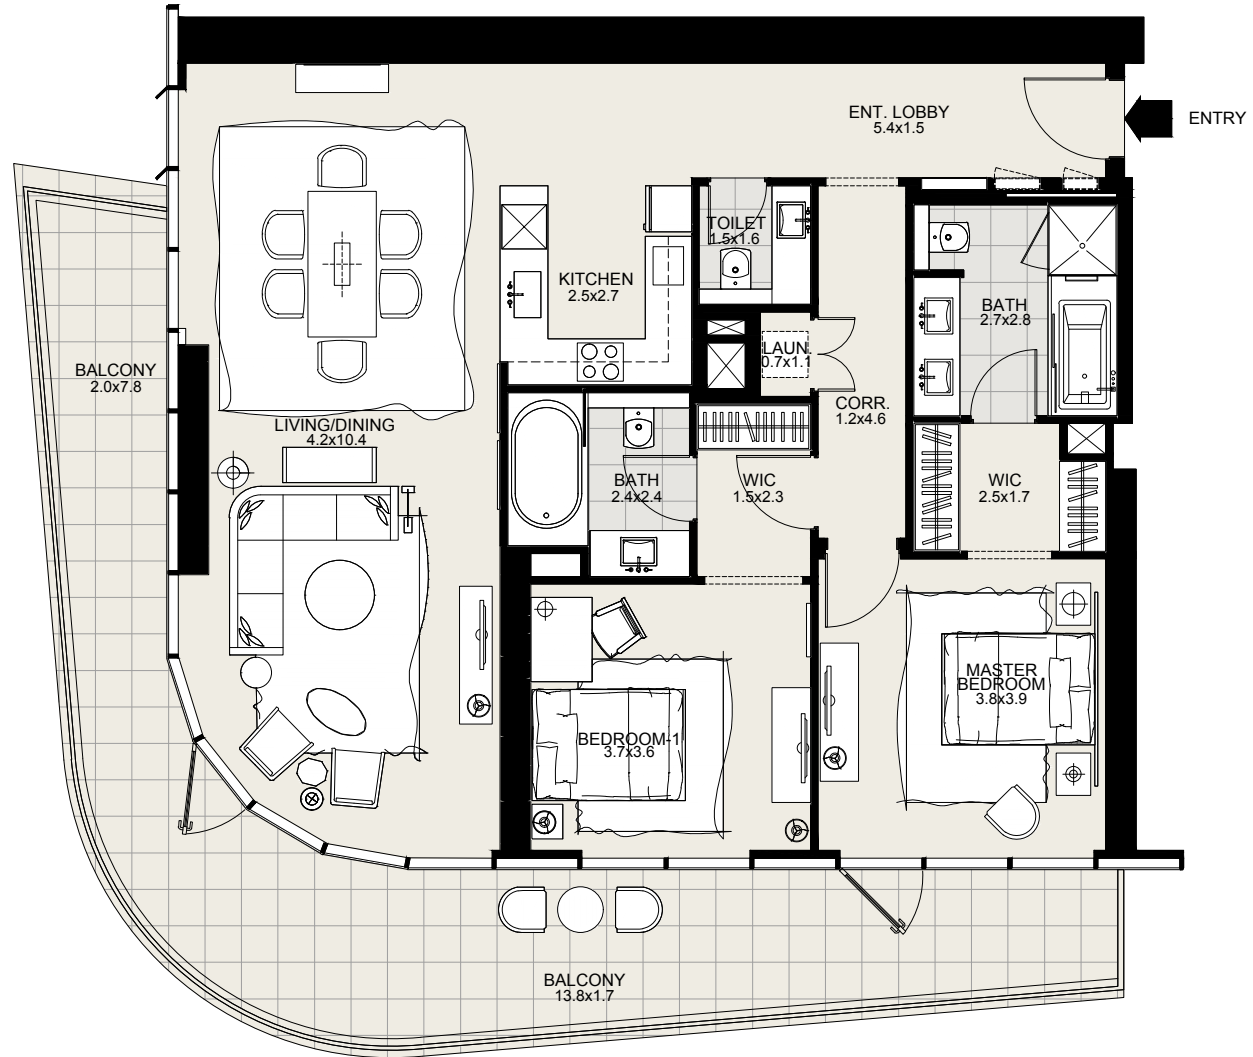 ENT. LOBBY
5.4x1.5
ENTRY
TOILET
1.5x1.6
KITCHEN
2.5x2.7
BATH
2.7x2.8
LAUN.
0.7x1.1
BALCONY
2.0x7.8
CORR.
1.2x4.6
LIVING/DINING
4.2x10.4
BATH
2.4x2.4
WIC
1.5x2.3
WIC
2.5x1.7
MASTER
BEDROOM
3.8x3.9
BEDROOM-1
3.7x3.6
BALCONY
13.8x1.7